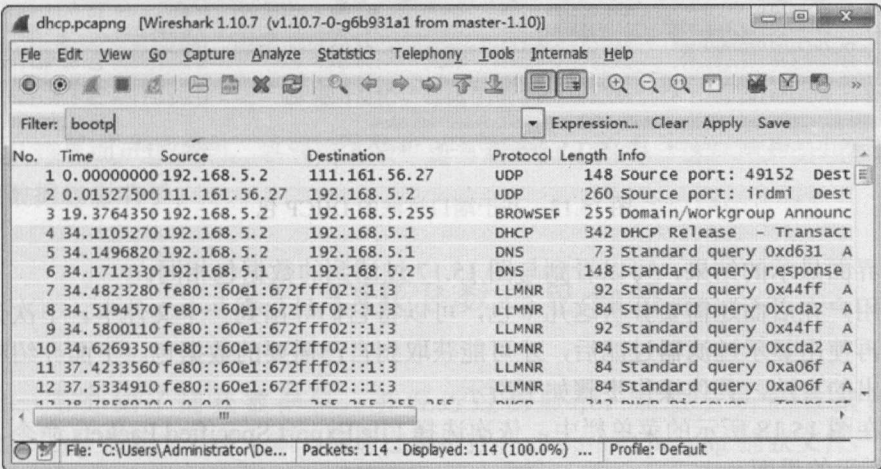 dhcp.pcapng [Wireshark 1.10.7 (v1.10.7-0-g6b931a1 from master-1.10)]
File Edit View Go Capture Analyze Statistics Telephony Tools Internals Help
Filter: bootp Expression... Clear Apply Save
No. Time Source Destination Protocol Length Info
1 0.00000000 192.168.5.2 111.161.56.27 UDP 148 Source port: 49152 Dest
2 0.01527500 111.161.56.27 192.168.5.2 UDP 260 Source port: irdmi Dest
3 19.3764350 192.168.5.2 192.168.5.255 BROWSEF 255 Domain/Workgroup Announc
4 34.1105270 192.168.5.2 192.168.5.1 DHCP 342 DHCP Release - Transact
5 34.1496820 192.168.5.2 192.168.5.1 DNS 73 Standard query 0xd631 A
6 34.1712330 192.168.5.1 192.168.5.2 DNS 148 Standard query response
7 34.4823280 fe80::60e1:672f ff02::1:3 LLMNR 92 Standard query 0x44ff A
8 34.5194570 fe80::60e1:672f ff02::1:3 LLMNR 84 Standard query 0xcda2 A
9 34.5800110 fe80::60e1:672f ff02::1:3 LLMNR 92 Standard query 0x44ff A
10 34.6269350 fe80::60e1:672f ff02::1:3 LLMNR 84 Standard query 0xcda2 A
11 37.4233560 fe80::60e1:672f ff02::1:3 LLMNR 84 Standard query 0xa06f A
12 37.5334910 fe80::60e1:672f ff02::1:3 LLMNR 84 Standard query 0xa06f A
File: "C:\Users\Administrator\De... Packets: 114 · Displayed: 114 (100.0%) ... Profile: Default